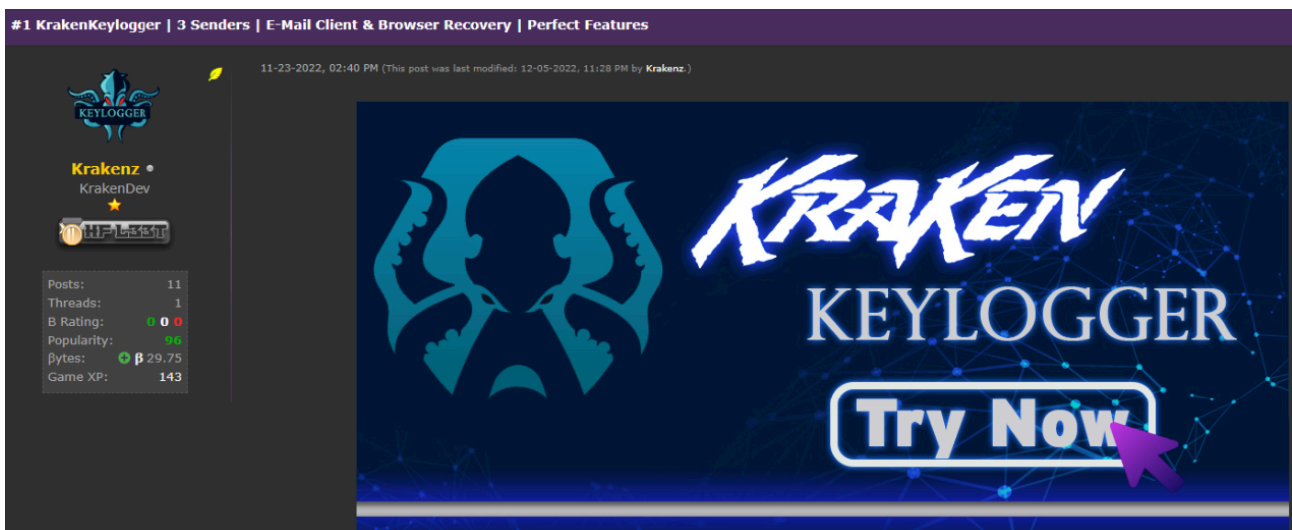 #1 KrakenKeylogger | 3 Senders | E-Mail Client & Browser Recovery | Perfect Features
11-23-2022, 02:40 PM (This post was last modified: 12-05-2022, 11:28 PM by Krakenz.)
KEYLOGGER
Krakenz
KrakenDev
HF L33T
Posts: 11
Threads: 1
B Rating: 0 0 0
Popularity: 96
βytes: β 29.75
Game XP: 143
KRAKEN
KEYLOGGER
Try Now